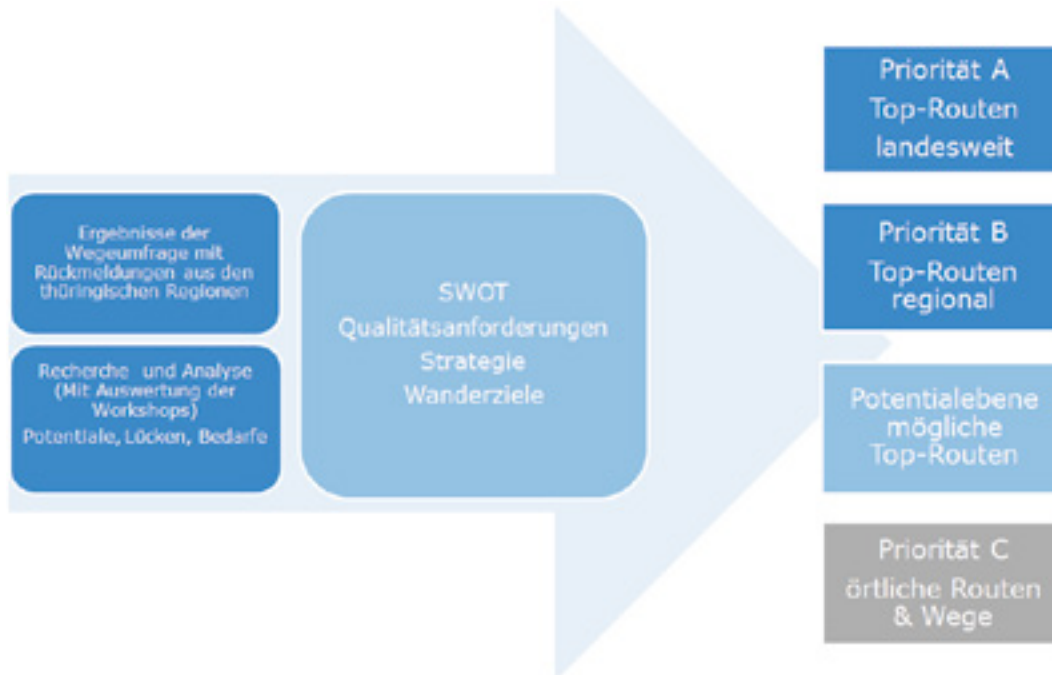 Ergebnisse der
Wegeumfrage mit
Rückmeldungen aus den
thüringischen Regionen
Recherche und Analyse
(Mit Auswertung der
Workshops)
Potentiale, Lücken, Bedarfe
SWOT
Qualitätsanforderungen
Strategie
Wanderziele
Priorität A
Top-Routen
landesweit
Priorität B
Top-Routen
regional
Potentialebene
mögliche
Top-Routen
Priorität C
örtliche Routen
& Wege